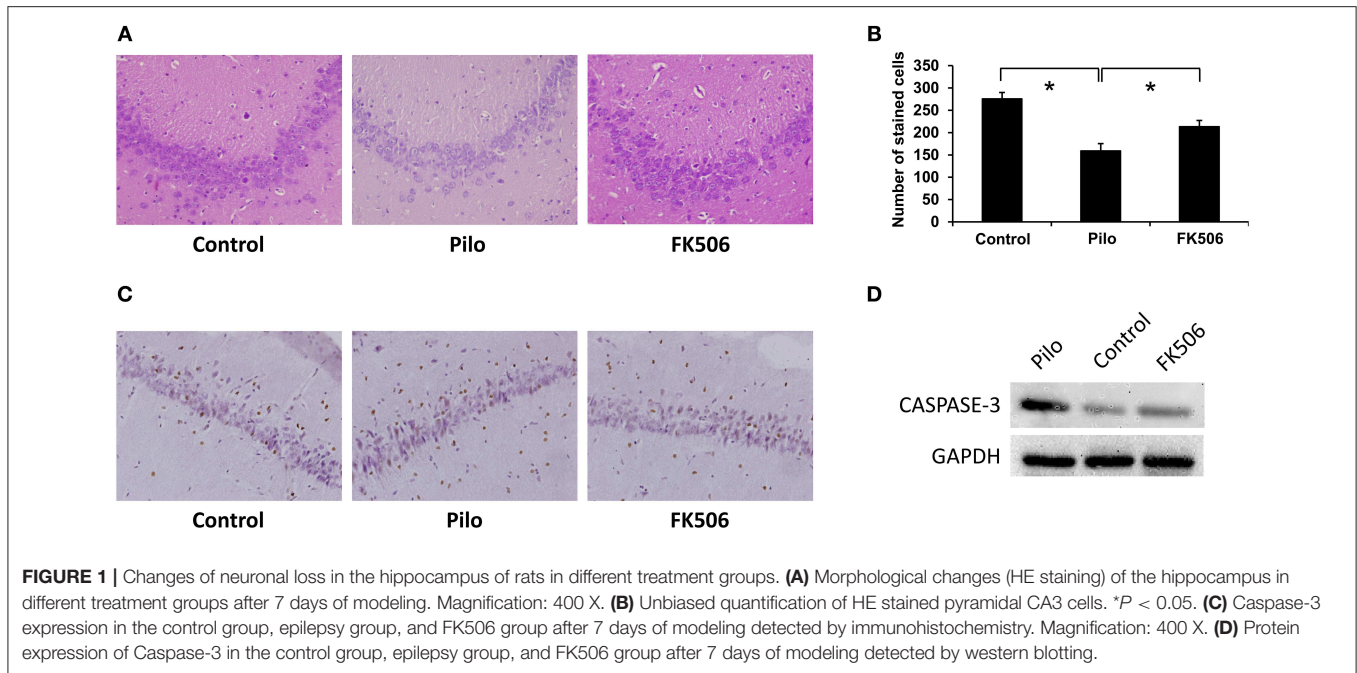 A
Control
Pilo
FK506
B
Number of stained cells
350
300
250
200
150
100
50
0
*
*
Control
Pilo
FK506
C
Control
Pilo
FK506
D
Pilo
Control
FK506
CASPASE-3
GAPDH
FIGURE 1 | Changes of neuronal loss in the hippocampus of rats in different treatment groups. (A) Morphological changes (HE staining) of the hippocampus in
different treatment groups after 7 days of modeling. Magnification: 400 X. (B) Unbiased quantification of HE stained pyramidal CA3 cells. *P < 0.05. (C) Caspase-3
expression in the control group, epilepsy group, and FK506 group after 7 days of modeling detected by immunohistochemistry. Magnification: 400 X. (D) Protein
expression of Caspase-3 in the control group, epilepsy group, and FK506 group after 7 days of modeling detected by western blotting.